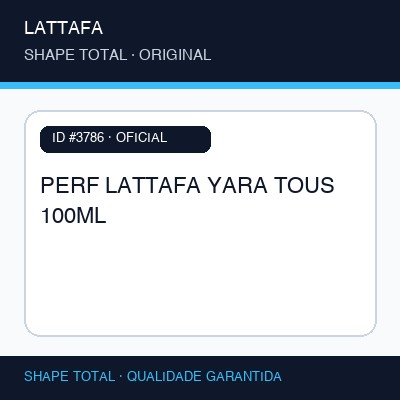 LATTAFA
SHAPE TOTAL · ORIGINAL
ID #3786 · OFICIAL
PERF LATTAFA YARA TOUS
100ML
SHAPE TOTAL · QUALIDADE GARANTIDA